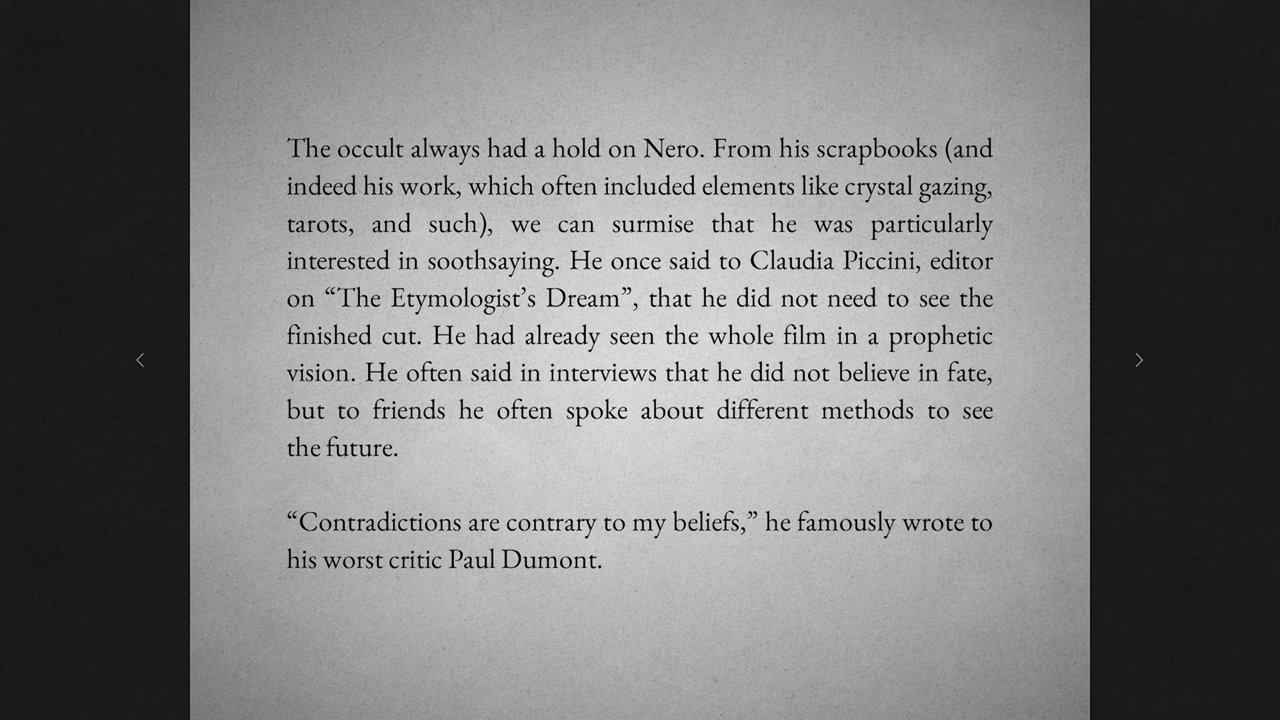 The occult always had a hold on Nero. From his scrapbooks (and
indeed his work, which often included elements like crystal gazing,
tarots, and such), we can surmise that he was particularly
interested in soothsaying. He once said to Claudia Piccini, editor
on “The Etymologist’s Dream”, that he did not need to see the
finished cut. He had already seen the whole film in a prophetic
vision. He often said in interviews that he did not believe in fate,
but to friends he often spoke about different methods to see
the future.
“Contradictions are contrary to my beliefs,” he famously wrote to
his worst critic Paul Dumont.